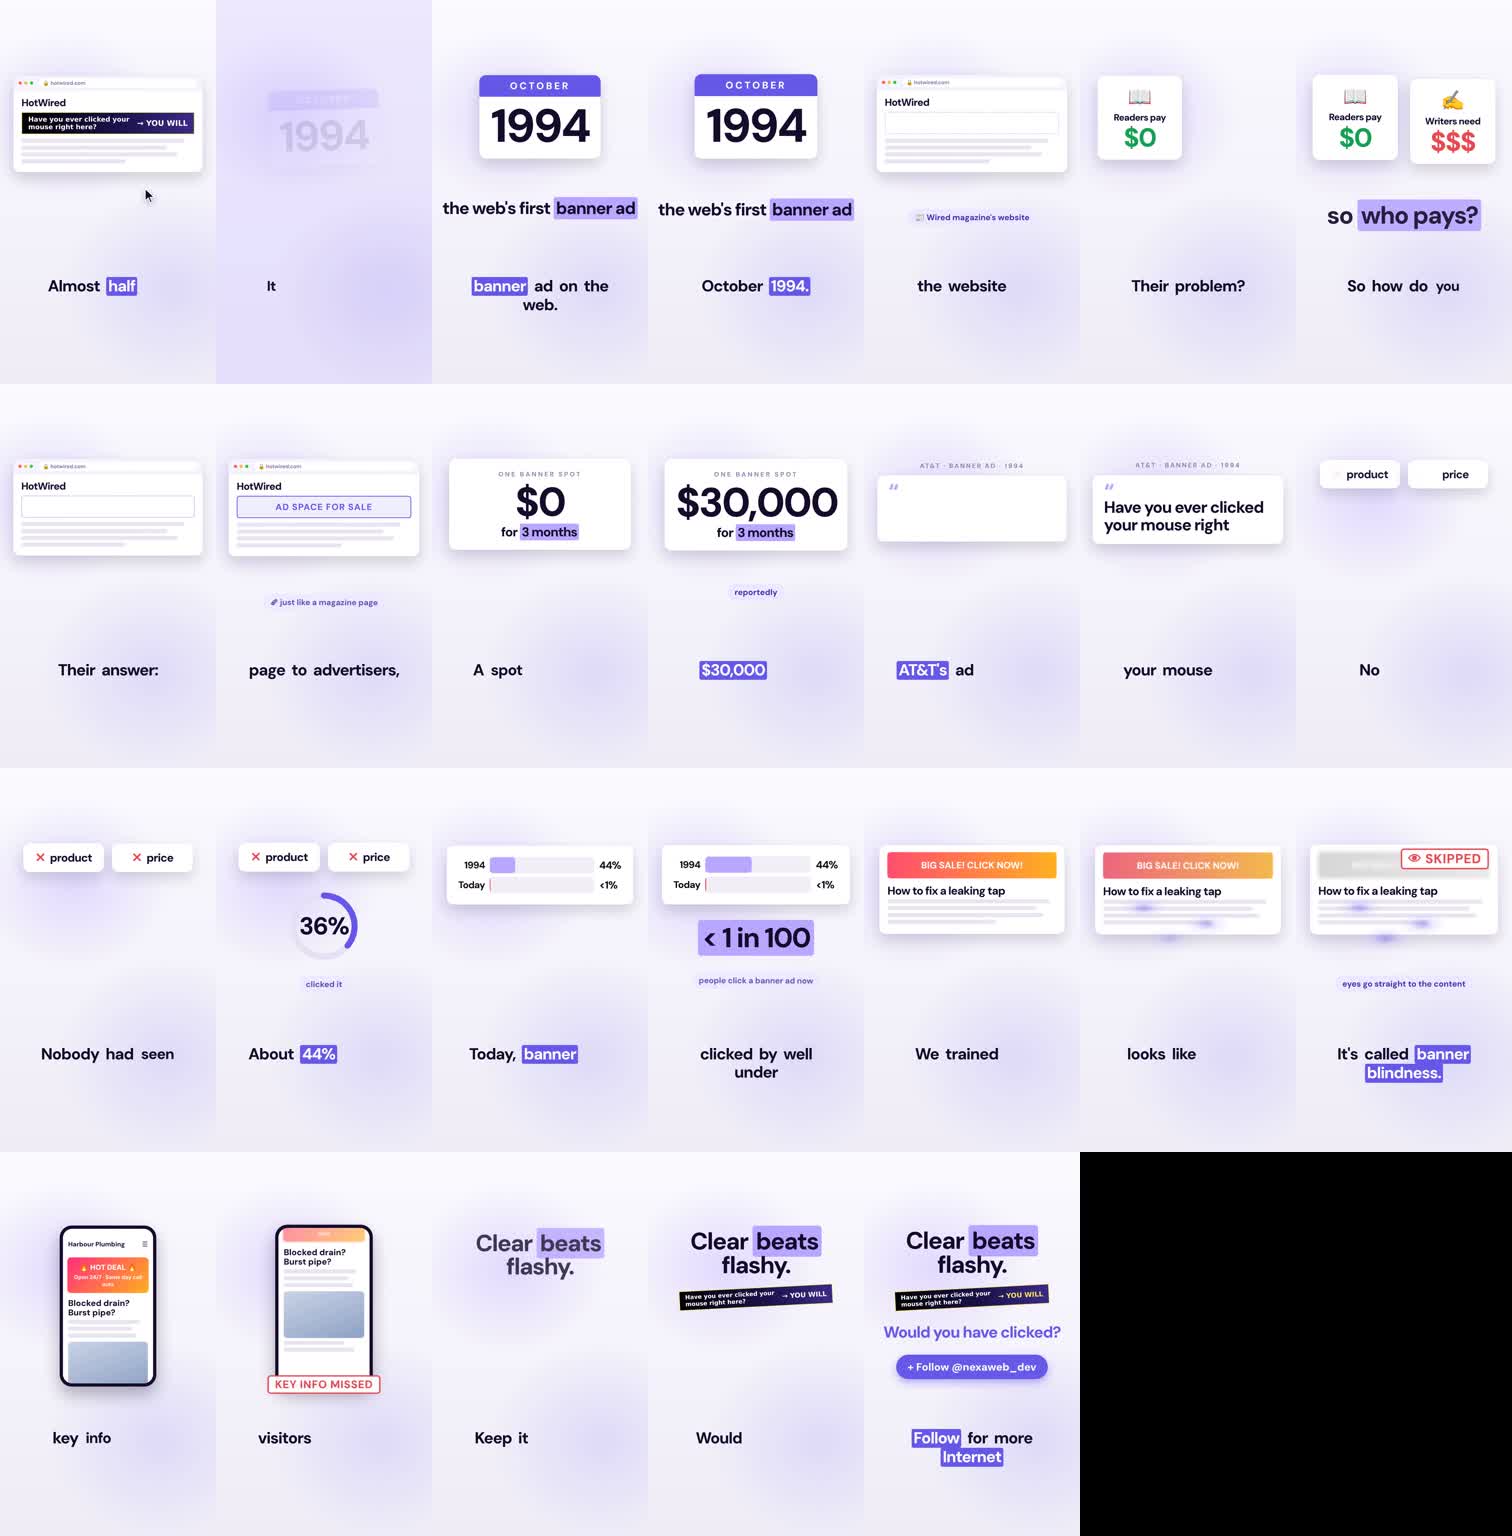 hotwired.com
HotWired
Have you ever clicked your
mouse right here?
→ YOU WILL
Almost half
OCTOBER
1994
It
OCTOBER
1994
the web's first banner ad
banner ad on the
web.
OCTOBER
1994
the web's first banner ad
October 1994.
hotwired.com
HotWired
Wired magazine's website
the website
Readers pay
$0
Their problem?
Readers pay
$0
Writers need
$$$
so who pays?
So how do you
hotwired.com
HotWired
Their answer:
hotwired.com
HotWired
AD SPACE FOR SALE
just like a magazine page
page to advertisers,
ONE BANNER SPOT
$0
for 3 months
A spot
ONE BANNER SPOT
$30,000
for 3 months
reportedly
$30,000
AT&T · BANNER AD · 1994
"
AT&T's ad
AT&T · BANNER AD · 1994
"
Have you ever clicked
your mouse right
your mouse
product
price
No
✕ product
✕ price
Nobody had seen
✕ product
✕ price
36%
clicked it
About 44%
1994 44%
Today <1%
Today, banner
1994 44%
Today <1%
< 1 in 100
people click a banner ad now
clicked by well
under
BIG SALE! CLICK NOW!
How to fix a leaking tap
We trained
BIG SALE! CLICK NOW!
How to fix a leaking tap
looks like
SKIPPED
How to fix a leaking tap
eyes go straight to the content
It's called banner
blindness.
Harbour Plumbing
HOT DEAL
Open 24/7 · Same day call
outs
Blocked drain?
Burst pipe?
key info
Blocked drain?
Burst pipe?
KEY INFO MISSED
visitors
Clear beats
flashy.
Keep it
Clear beats
flashy.
Have you ever clicked your
mouse right here?
→ YOU WILL
Would
Clear beats
flashy.
Have you ever clicked your
mouse right here?
→ YOU WILL
Would you have clicked?
+ Follow @nexaweb_dev
Follow for more
Internet